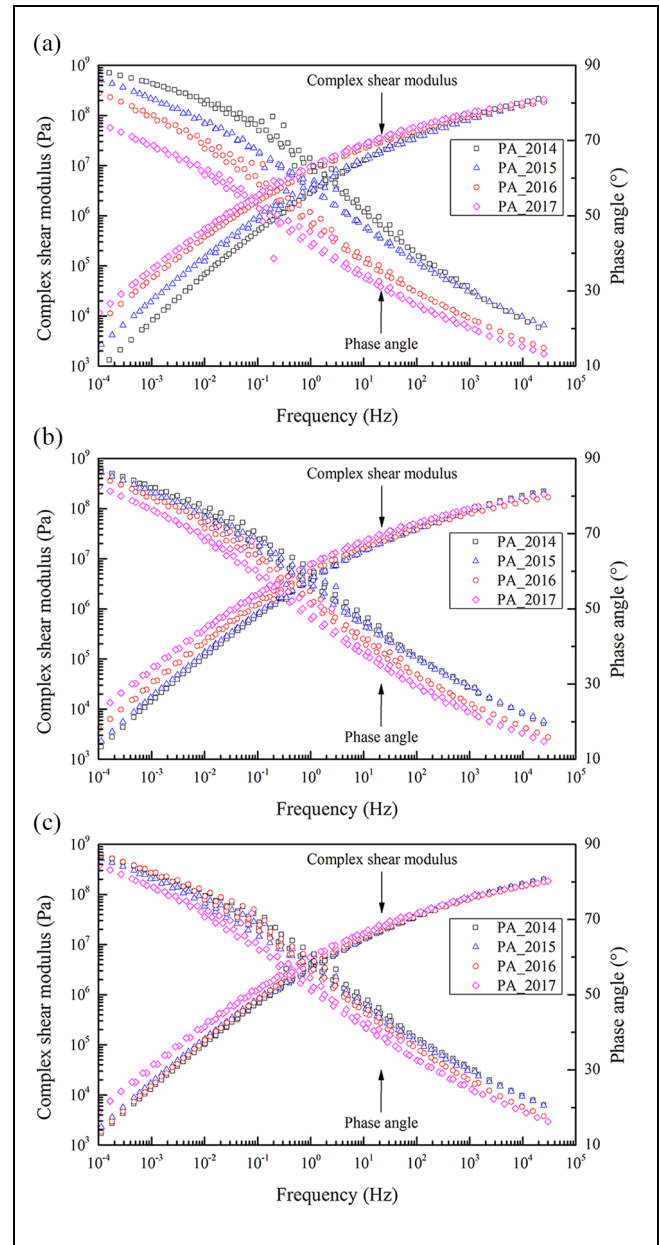 (a)
Complex shear modulus (Pa)
10⁹
10⁸
10⁷
10⁶
10⁵
10⁴
10³
Complex shear modulus
PA_2014
PA_2015
PA_2016
PA_2017
Phase angle
90
70
50
30
10
Phase angle (°)
10⁻⁴ 10⁻³ 10⁻² 10⁻¹ 10⁰ 10¹ 10² 10³ 10⁴ 10⁵
Frequency (Hz)
(b)
Complex shear modulus (Pa)
10⁹
10⁸
10⁷
10⁶
10⁵
10⁴
10³
Complex shear modulus
PA_2014
PA_2015
PA_2016
PA_2017
Phase angle
90
70
50
30
10
Phase angle (°)
10⁻⁴ 10⁻³ 10⁻² 10⁻¹ 10⁰ 10¹ 10² 10³ 10⁴ 10⁵
Frequency (Hz)
(c)
Complex shear modulus (Pa)
10⁹
10⁸
10⁷
10⁶
10⁵
10⁴
10³
Complex shear modulus
PA_2014
PA_2015
PA_2016
PA_2017
Phase angle
90
70
50
30
10
Phase angle (°)
10⁻⁴ 10⁻³ 10⁻² 10⁻¹ 10⁰ 10¹ 10² 10³ 10⁴ 10⁵
Frequency (Hz)